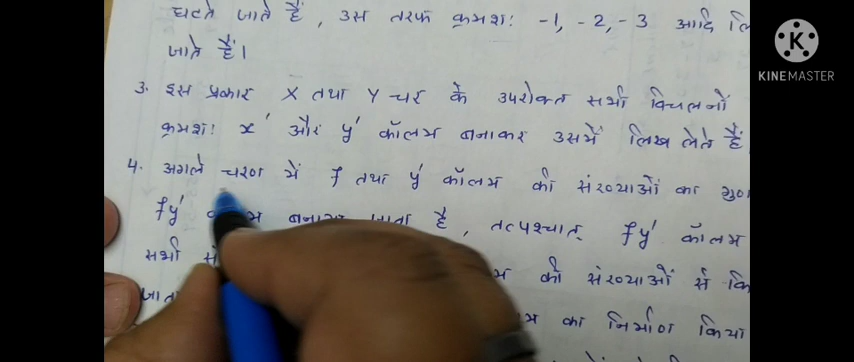 घटते जाते हैं, उस तरफ क्रमशः -1, -2, -3 आदि लि
जाते हैं।
3. इस प्रकार X तथा Y चर के उपरोक्त सभी विचलनों
क्रमशः x' और y' कॉलम बनाकर उसमें लिख लेते हैं
4. अगले चरण में f तथा y' कॉलम की संख्याओं का गुण
fy' बनाया जाता है, तत्पश्चात् fy' कॉलम
सभी की संख्याओं से कि
जाता का निर्माण किया
K
KINEMASTER